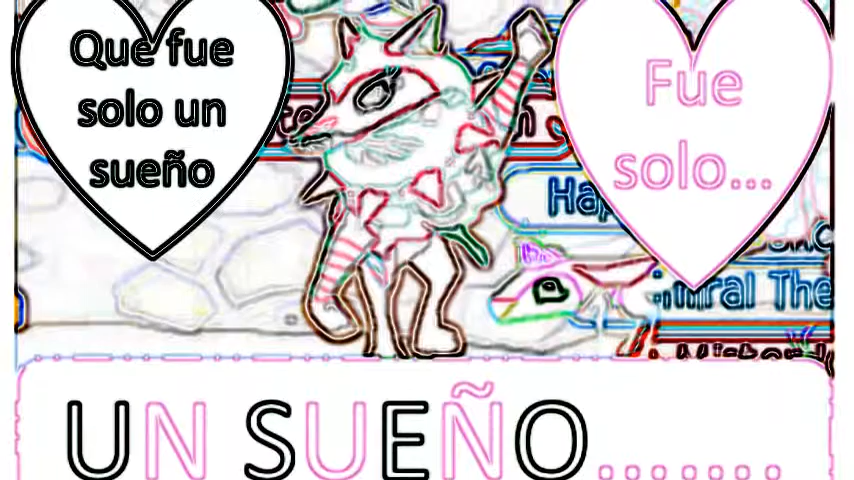 Que fue
solo un
sueño
Fue
solo...
UN SUEÑO.......